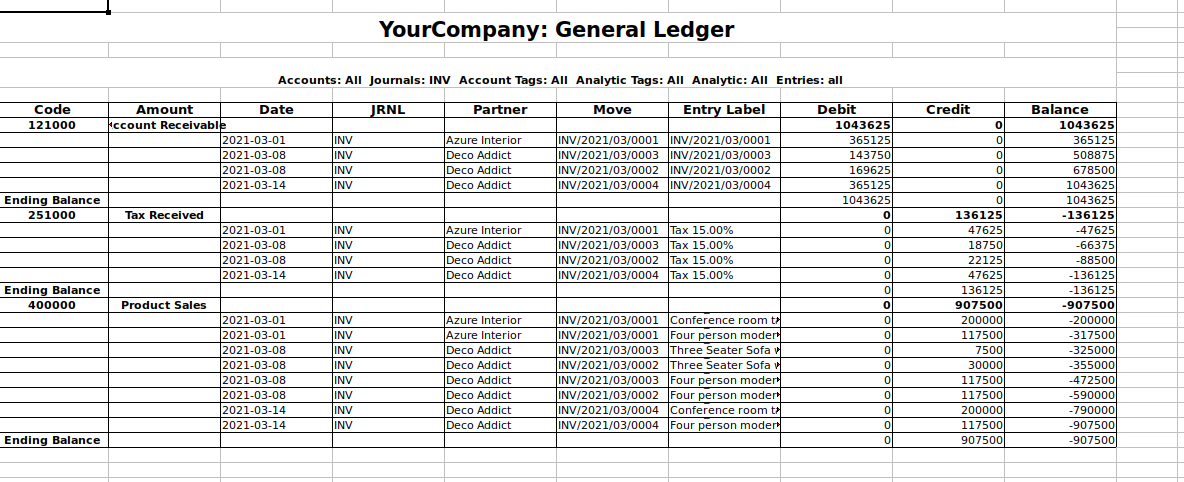 YourCompany: General Ledger
Accounts: All Journals: INV Account Tags: All Analytic Tags: All Analytic: All Entries: all
Code Amount Date JRNL Partner Move Entry Label Debit Credit Balance
121000 ccount Receivable 1043625 0 1043625
2021-03-01 INV Azure Interior INV/2021/03/0001 INV/2021/03/0001 365125 0 365125
2021-03-08 INV Deco Addict INV/2021/03/0003 INV/2021/03/0003 143750 0 508875
2021-03-08 INV Deco Addict INV/2021/03/0002 INV/2021/03/0002 169625 0 678500
2021-03-14 INV Deco Addict INV/2021/03/0004 INV/2021/03/0004 365125 0 1043625
Ending Balance 1043625 0 1043625
251000 Tax Received 0 136125 -136125
2021-03-01 INV Azure Interior INV/2021/03/0001 Tax 15.00% 0 47625 -47625
2021-03-08 INV Deco Addict INV/2021/03/0003 Tax 15.00% 0 18750 -66375
2021-03-08 INV Deco Addict INV/2021/03/0002 Tax 15.00% 0 22125 -88500
2021-03-14 INV Deco Addict INV/2021/03/0004 Tax 15.00% 0 47625 -136125
Ending Balance 0 136125 -136125
400000 Product Sales 0 907500 -907500
2021-03-01 INV Azure Interior INV/2021/03/0001 Conference room t 0 200000 -200000
2021-03-01 INV Azure Interior INV/2021/03/0001 Four person moder 0 117500 -317500
2021-03-08 INV Deco Addict INV/2021/03/0003 Three Seater Sofa 0 7500 -325000
2021-03-08 INV Deco Addict INV/2021/03/0002 Three Seater Sofa 0 30000 -355000
2021-03-08 INV Deco Addict INV/2021/03/0003 Four person moder 0 117500 -472500
2021-03-08 INV Deco Addict INV/2021/03/0002 Four person moder 0 117500 -590000
2021-03-14 INV Deco Addict INV/2021/03/0004 Conference room t 0 200000 -790000
2021-03-14 INV Deco Addict INV/2021/03/0004 Four person moder 0 117500 -907500
Ending Balance 0 907500 -907500